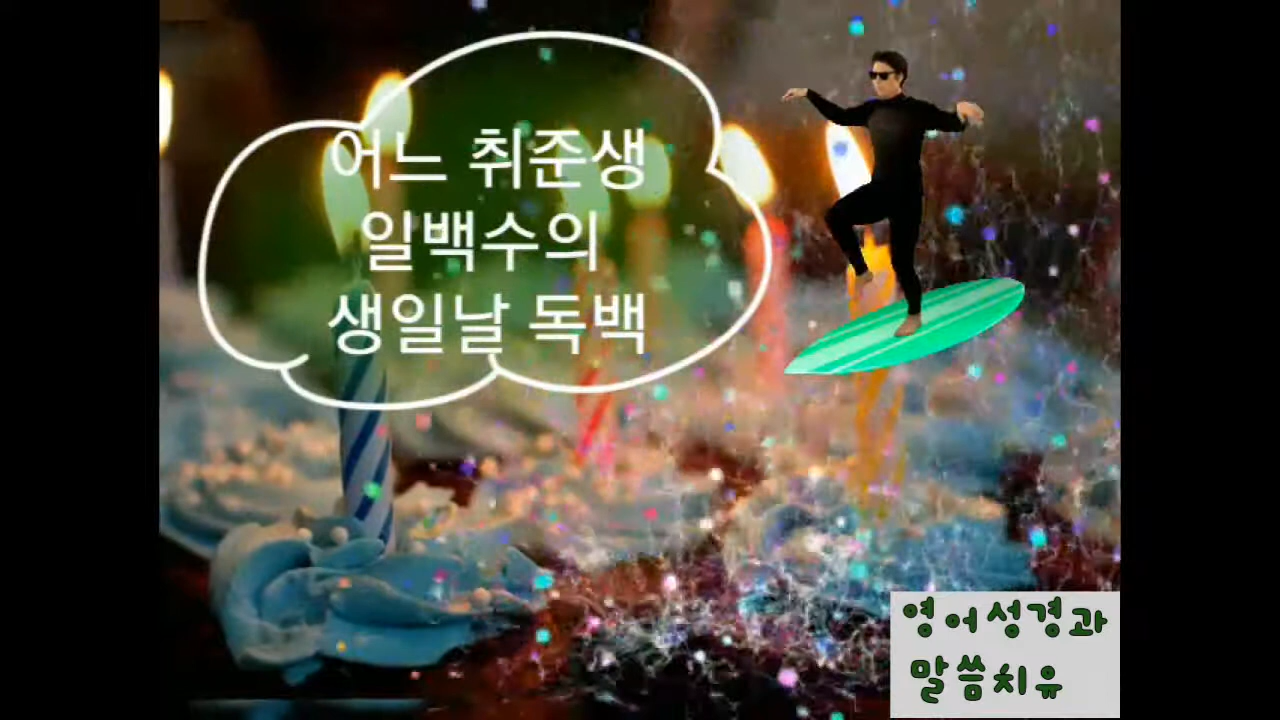 어느 취준생
일백수의
생일날 독백
영어성경과
말씀치유